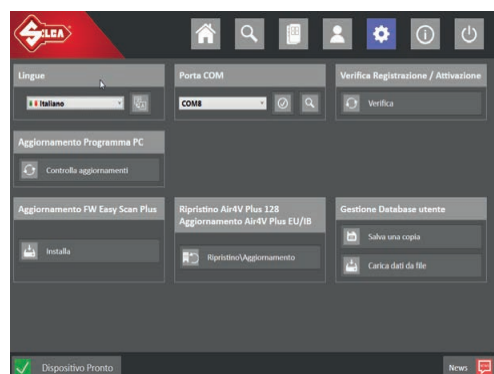 SILCA
Lingue
Italiano
Porta COM
COM8
Verifica Registrazione / Attivazione
Verifica
Aggiornamento Programma PC
Controlla aggiornamenti
Aggiornamento FW Easy Scan Plus
Installa
Ripristino Air4V Plus 128
Aggiornamento Air4V Plus EU/IB
Ripristino\Aggiornamento
Gestione Database utente
Salva una copia
Carica dati da file
Dispositivo Pronto
News